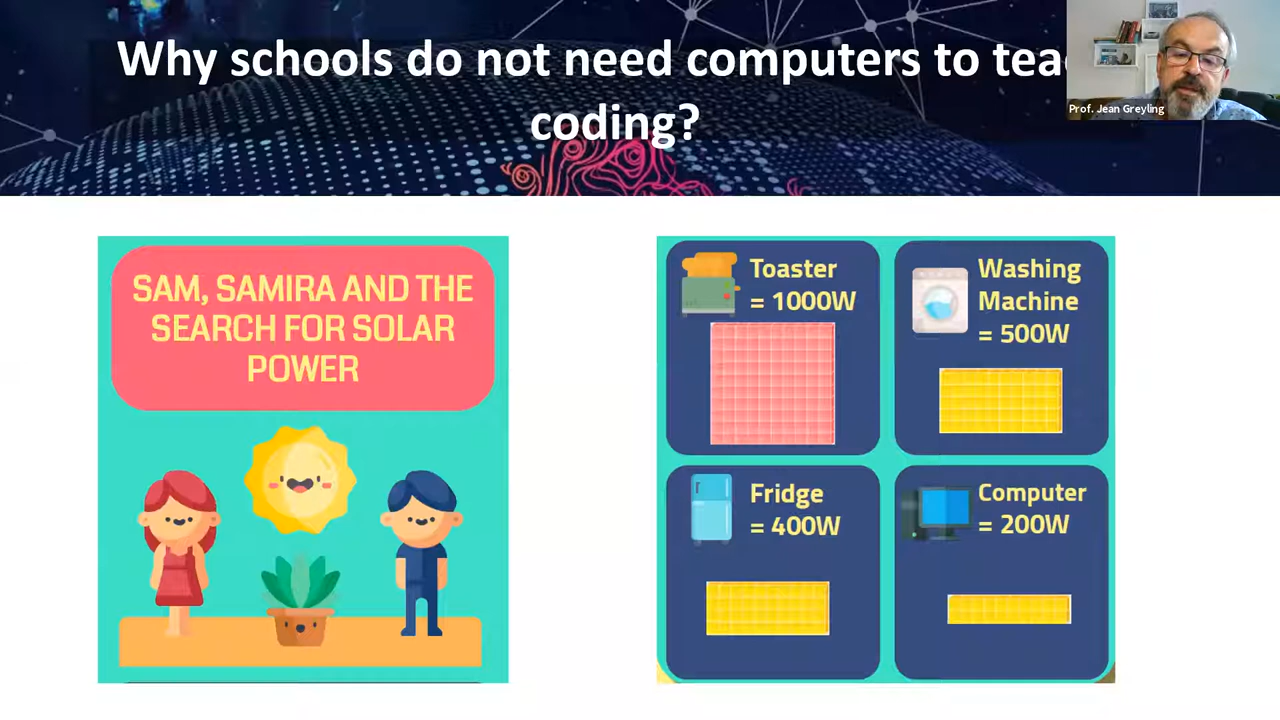 Why schools do not need computers to tea
coding?
Prof. Jean Greyling
SAM, SAMIRA AND THE
SEARCH FOR SOLAR
POWER
Toaster
= 1000W
Washing
Machine
= 500W
Fridge
= 400W
Computer
= 200W